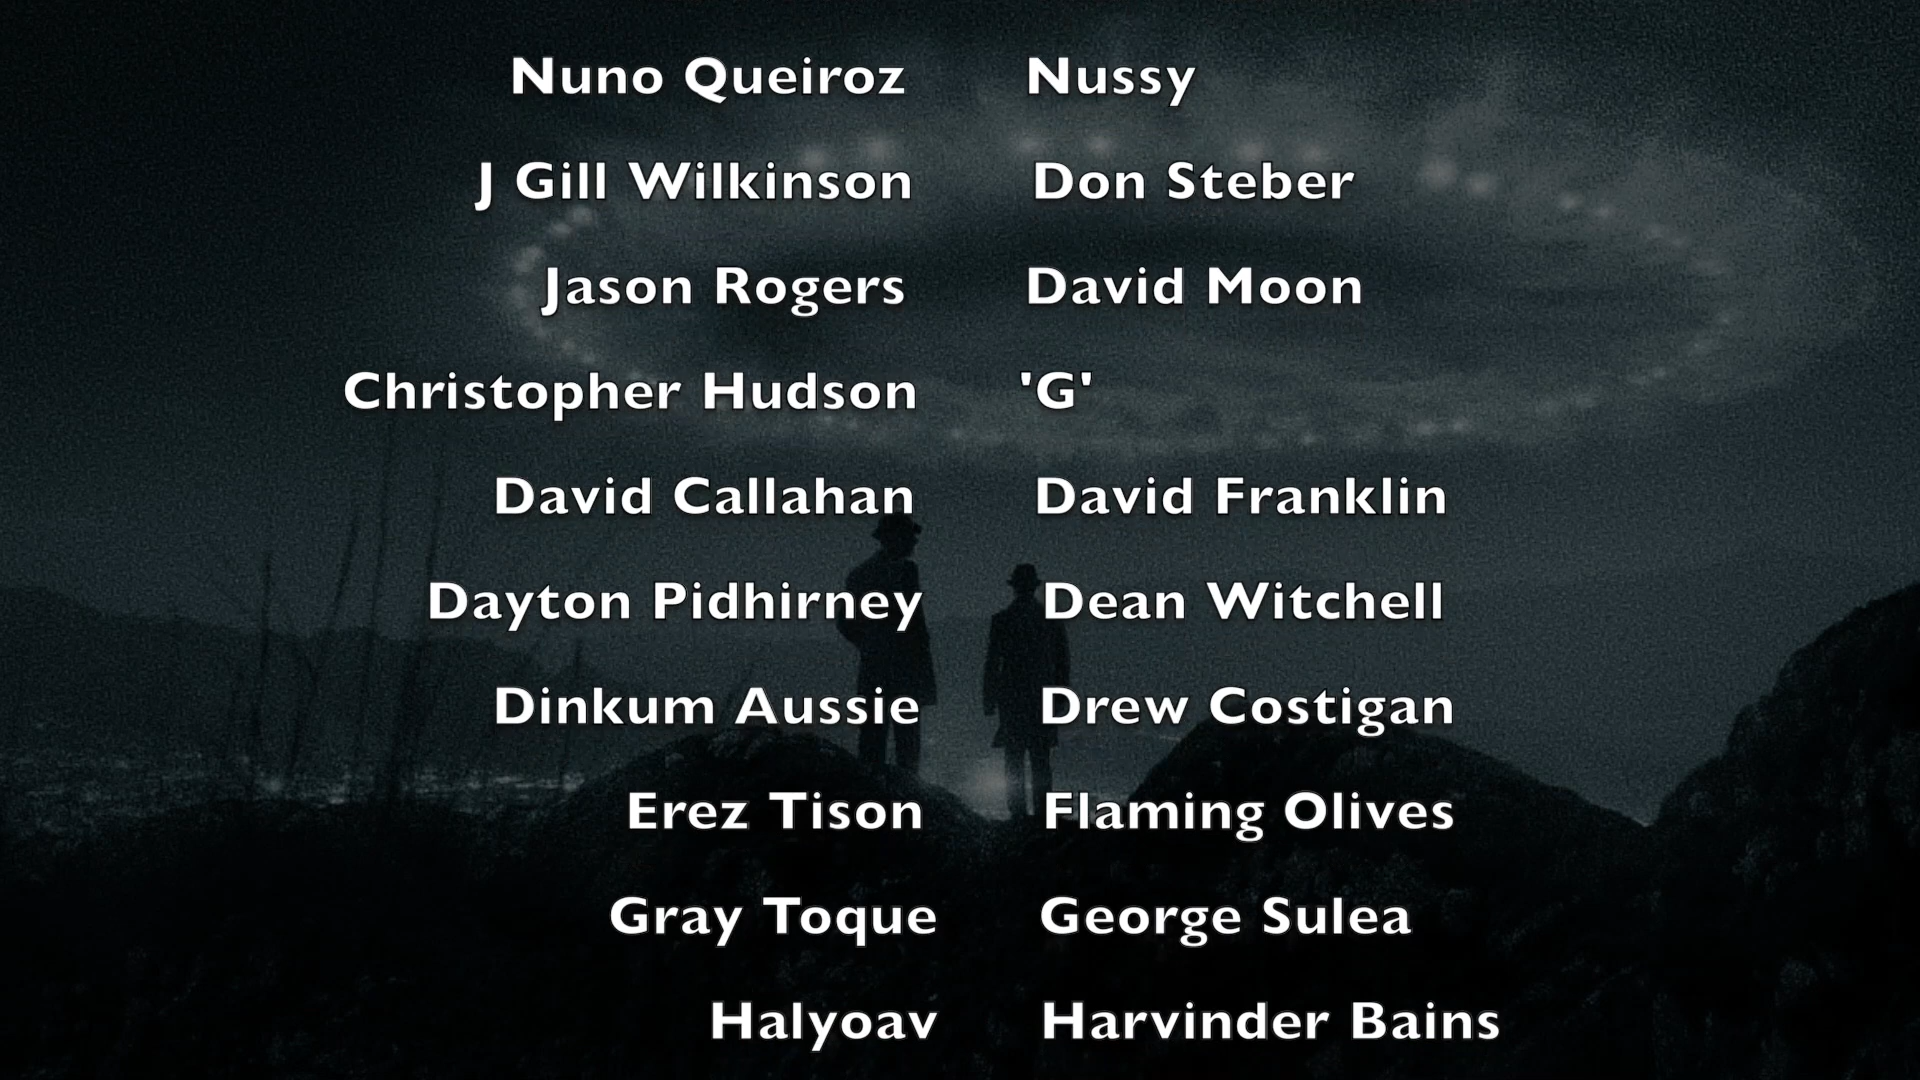 Nuno Queiroz Nussy
J Gill Wilkinson Don Steber
Jason Rogers David Moon
Christopher Hudson 'G'
David Callahan David Franklin
Dayton Pidhirney Dean Witchell
Dinkum Aussie Drew Costigan
Erez Tison Flaming Olives
Gray Toque George Sulea
Halyoav Harvinder Bains